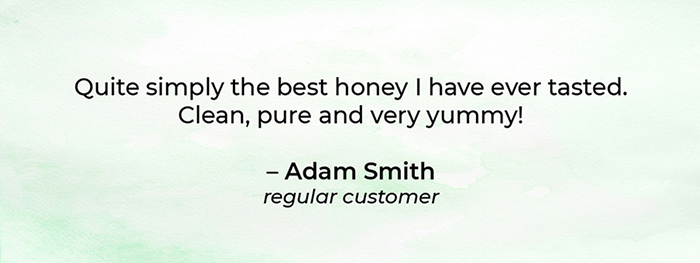 Quite simply the best honey I have ever tasted.
Clean, pure and very yummy!
– Adam Smith
regular customer